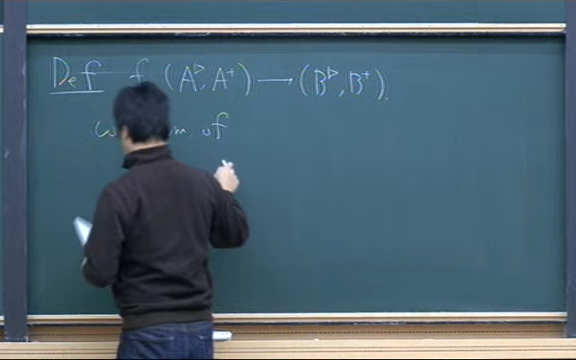 Def f (A^▷, A^+) ⟶ (B^▷, B^+)
of